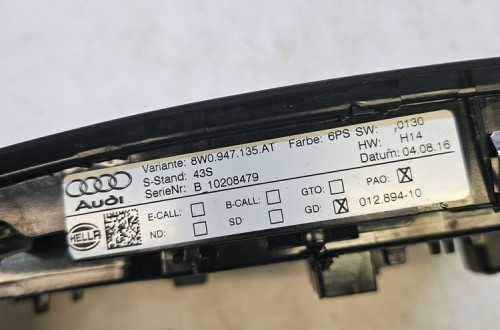 Variante: 8W0.947.135.AT Farbe: 6PS SW: ,0130
S-Stand: 43S HW: H14
SerieNr: B 10208479 Datum: 04.08.16
Audi
E-CALL: B-CALL: GTO: PAO:
ND: SD: GD: 012.894-10
HELLA